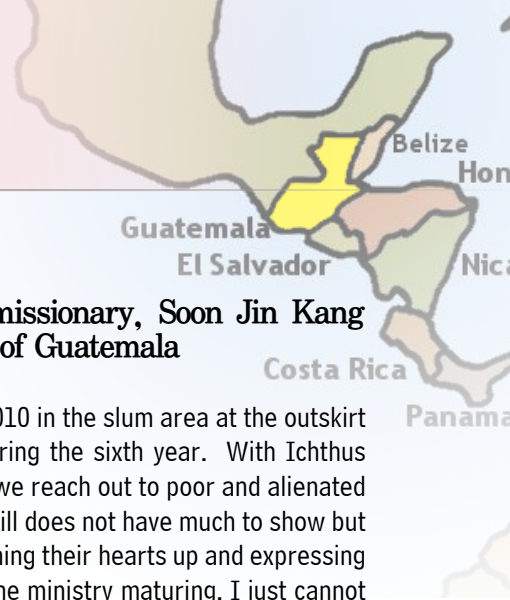 Belize
Hon
Guatemala
El Salvador
Nica
missionary, Soon Jin Kang
of Guatemala
Costa Rica
Panama
010 in the slum area at the outskirt
ring the sixth year. With Ichthus
we reach out to poor and alienated
ill does not have much to show but
ning their hearts up and expressing
he ministry maturing. I just cannot